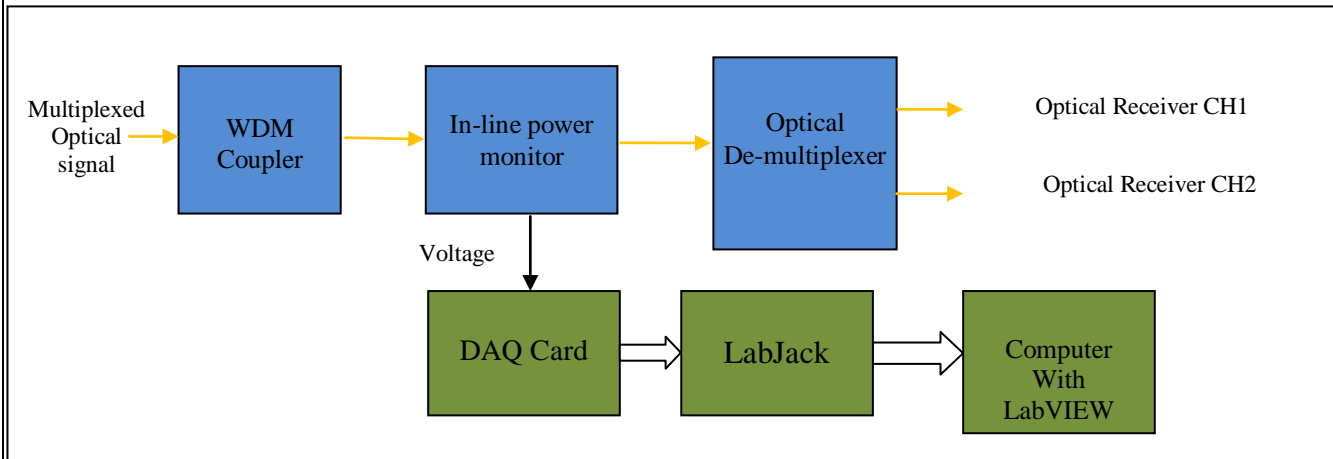 Multiplexed
Optical
signal
WDM
Coupler
In-line power
monitor
Optical
De-multiplexer
Optical Receiver CH1
Optical Receiver CH2
Voltage
DAQ Card
LabJack
Computer
With
LabVIEW